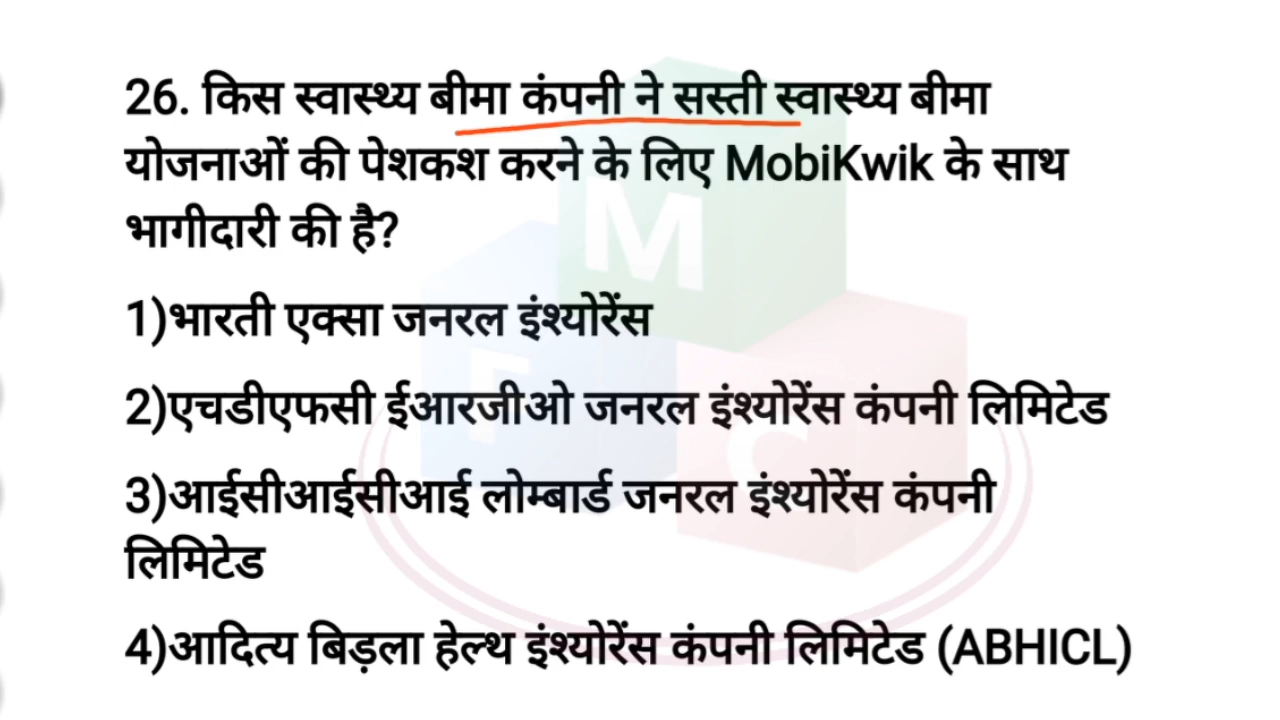 26. किस स्वास्थ्य बीमा कंपनी ने सस्ती स्वास्थ्य बीमा
योजनाओं की पेशकश करने के लिए MobiKwik के साथ
भागीदारी की है?
1)भारती एक्सा जनरल इंश्योरेंस
2)एचडीएफसी ईआरजीओ जनरल इंश्योरेंस कंपनी लिमिटेड
3)आईसीआईसीआई लोम्बार्ड जनरल इंश्योरेंस कंपनी
लिमिटेड
4)आदित्य बिड़ला हेल्थ इंश्योरेंस कंपनी लिमिटेड (ABHICL)
M
F
C